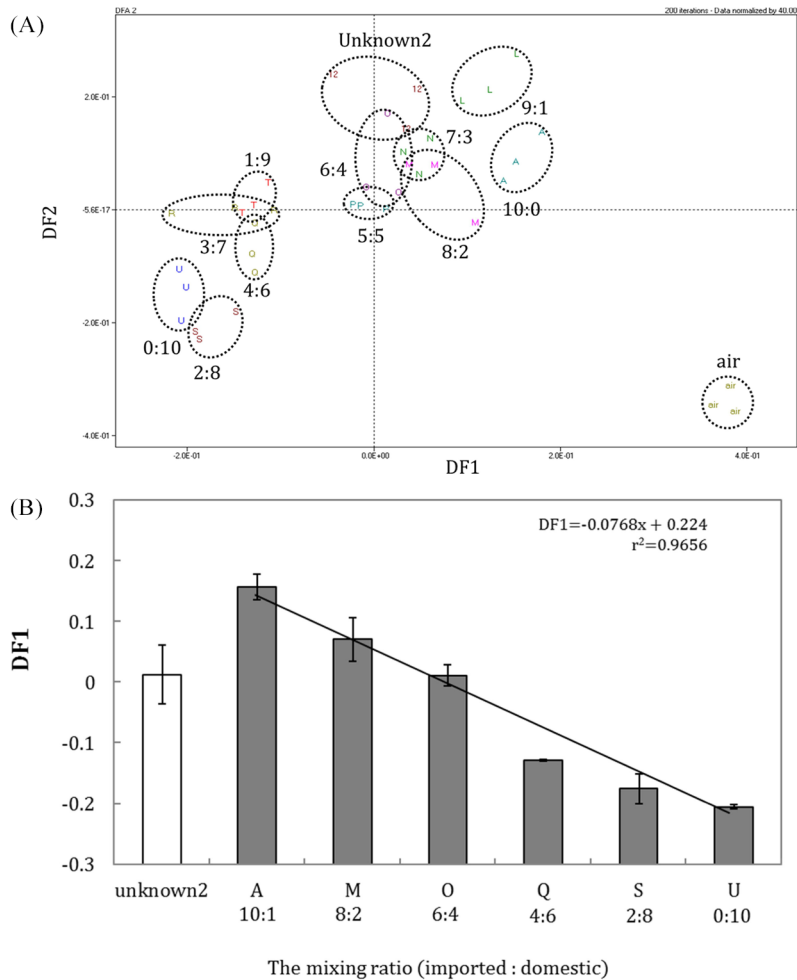 (A)
DFA 2
200 iterations - Data normalized by 40.00
Unknown2
12
12
L
L
L
9:1
2.0E-01
N
7:3
A
A
A
10:0
6:4
N
M
M
N
1:9
T
T
T
5.6E-17
R
P
P
5:5
M
8:2
3:7
Q
Q
4:6
U
U
U
0:10
S
S
S
2:8
-2.0E-01
DF2
air
air
air
air
-4.0E-01
-2.0E-01
0.0E+00
2.0E-01
4.0E-01
DF1
(B)
DF1=-0.0768x + 0.224
r²=0.9656
0.3
0.2
0.1
0
-0.1
-0.2
-0.3
DF1
unknown2 A M O Q S U
10:1 8:2 6:4 4:6 2:8 0:10
The mixing ratio (imported : domestic)